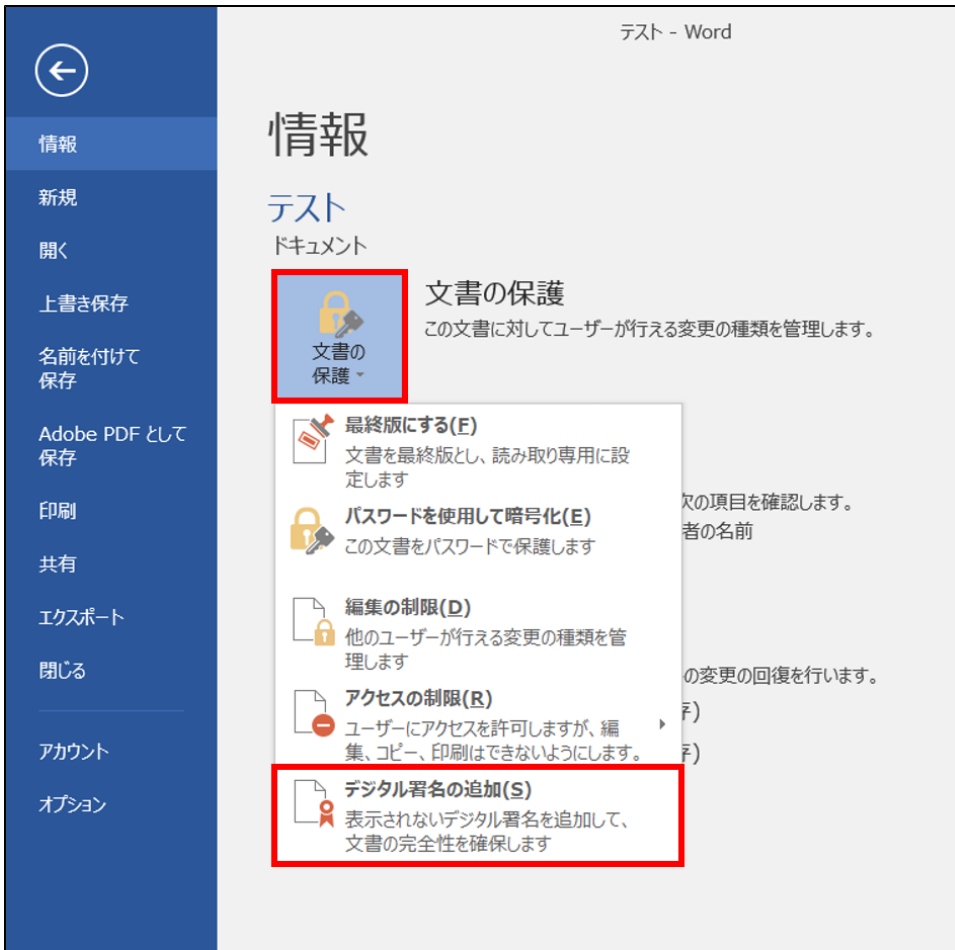 テスト - Word
情報
新規
開く
上書き保存
名前を付けて
保存
Adobe PDF として
保存
印刷
共有
エクスポート
閉じる
アカウント
オプション
情報
テスト
ドキュメント
文書の
保護
文書の保護
この文書に対してユーザーが行える変更の種類を管理します。
最終版にする(F)
文書を最終版とし、読み取り専用に設
定します
パスワードを使用して暗号化(E)
この文書をパスワードで保護します
編集の制限(D)
他のユーザーが行える変更の種類を管
理します
アクセスの制限(R)
ユーザーにアクセスを許可しますが、編
集、コピー、印刷はできないようにします。
デジタル署名の追加(S)
表示されないデジタル署名を追加して、
文書の完全性を確保します
次の項目を確認します。
者の名前
の変更の回復を行います。
存)
存)